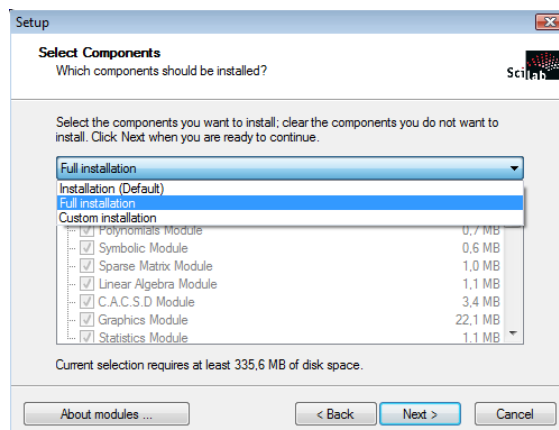 Setup
Select Components
Which components should be installed?
Scilab
Select the components you want to install; clear the components you do not want to
install. Click Next when you are ready to continue.
Full installation
Installation (Default)
Full installation
Custom installation
Polynomials Module 0,7 MB
Symbolic Module 0,6 MB
Sparse Matrix Module 1,0 MB
Linear Algebra Module 1,1 MB
C.A.C.S.D Module 3,4 MB
Graphics Module 22,1 MB
Statistics Module 1,1 MB
Current selection requires at least 335,6 MB of disk space.
About modules ... < Back Next > Cancel